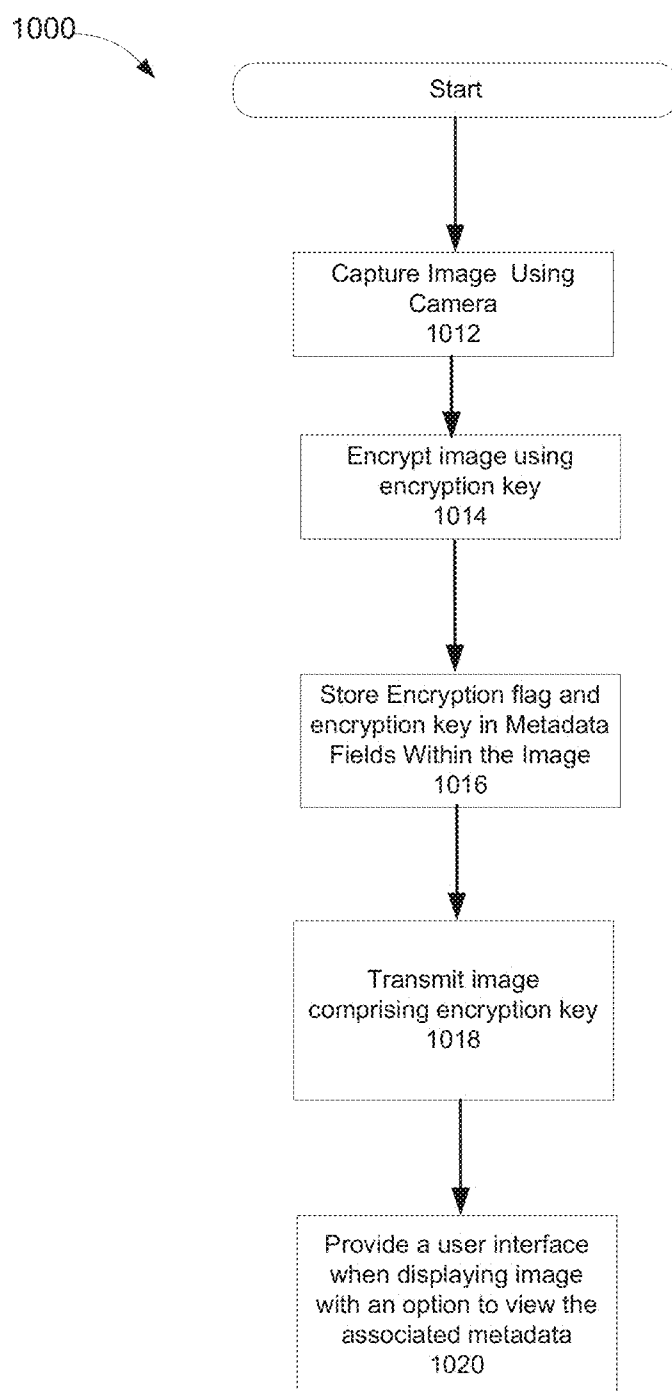 1000
Start
Capture Image Using
Camera
1012
Encrypt image using
encryption key
1014
Store Encryption flag and
encryption key in Metadada
Fields Within the Image
1016
Transmit image
comprising encryption key
1018
Provide a user interface
when displaying image
with an option to view the
associated metadata
1020